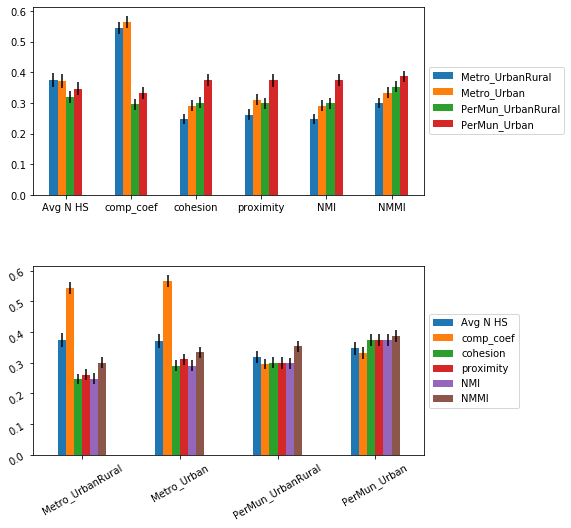 0.6
0.5
0.4
0.3
0.2
0.1
0.0
Avg N HS comp_coef cohesion proximity NMI NMMI
Metro_UrbanRural
Metro_Urban
PerMun_UrbanRural
PerMun_Urban
0.6
0.5
0.4
0.3
0.2
0.1
0.0
Metro_UrbanRural Metro_Urban PerMun_UrbanRural PerMun_Urban
Avg N HS
comp_coef
cohesion
proximity
NMI
NMMI